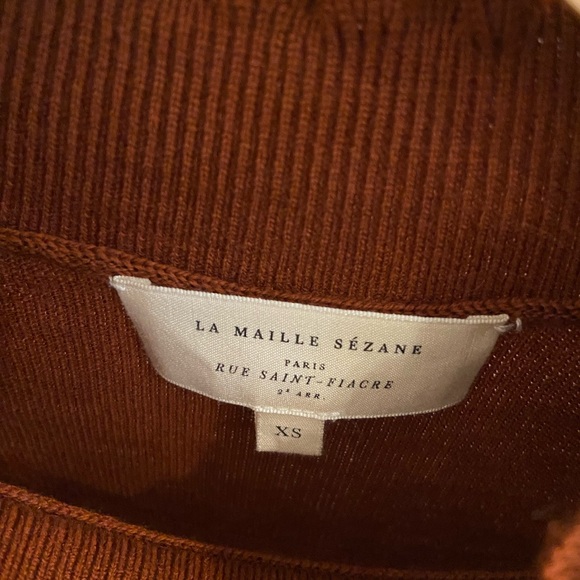 LA MAILLE SÉZANE
PARIS
RUE SAINT-FIACRE
2e ARR.
XS